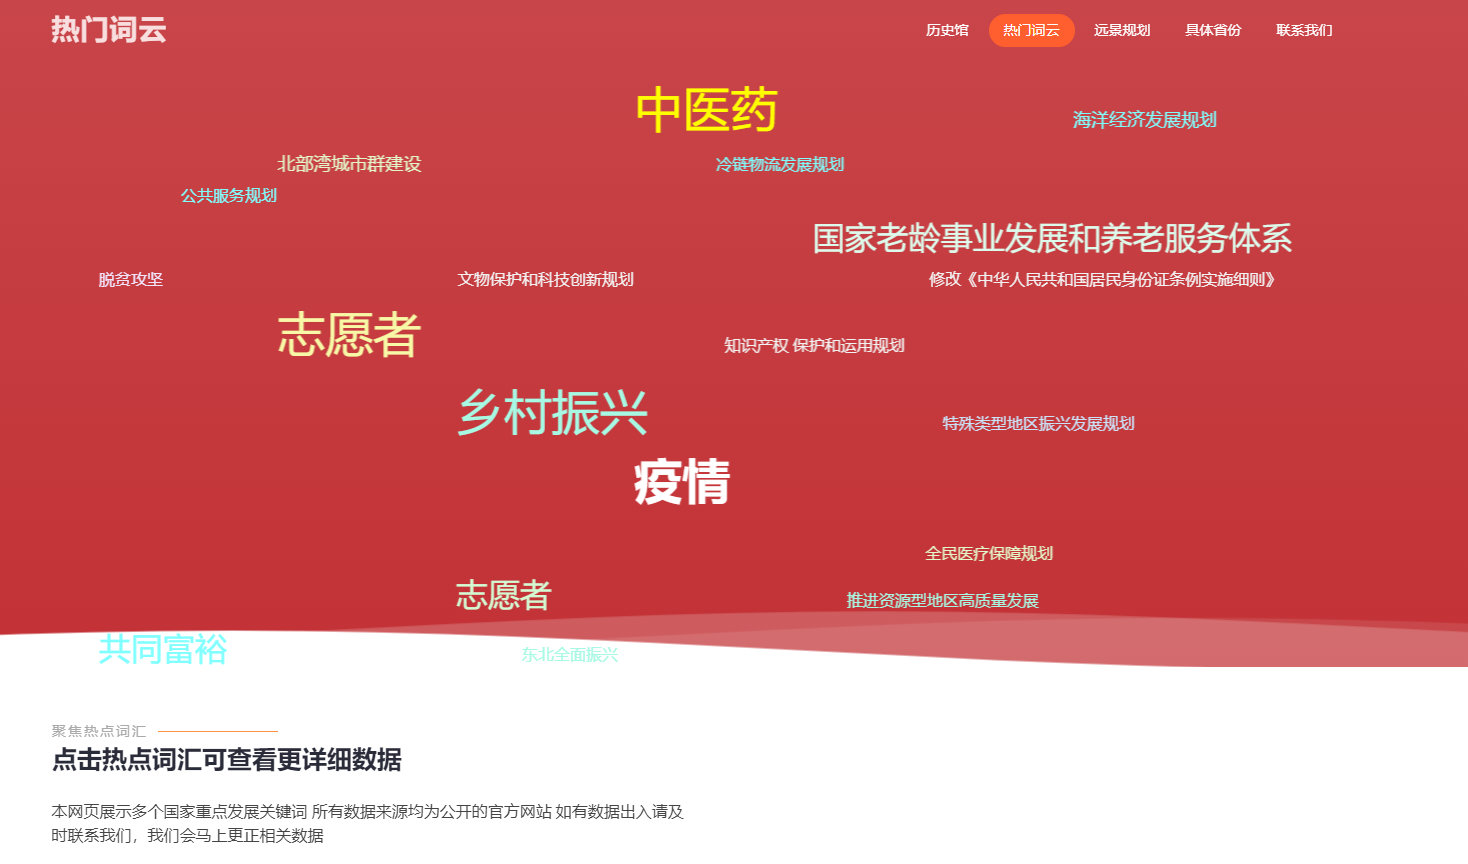 热门词云
历史馆 热门词云 远景规划 具体省份 联系我们
中医药
海洋经济发展规划
北部湾城市群建设
冷链物流发展规划
公共服务规划
国家老龄事业发展和养老服务体系
脱贫攻坚
文物保护和科技创新规划
修改《中华人民共和国居民身份证条例实施细则》
志愿者
知识产权 保护和运用规划
乡村振兴
特殊类型地区振兴发展规划
疫情
全民医疗保障规划
志愿者
推进资源型地区高质量发展
共同富裕
东北全面振兴
聚焦热点词汇
点击热点词汇可查看更详细数据
本网页展示多个国家重点发展关键词 所有数据来源均为公开的官方网站 如有数据出入请及
时联系我们，我们会马上更正相关数据